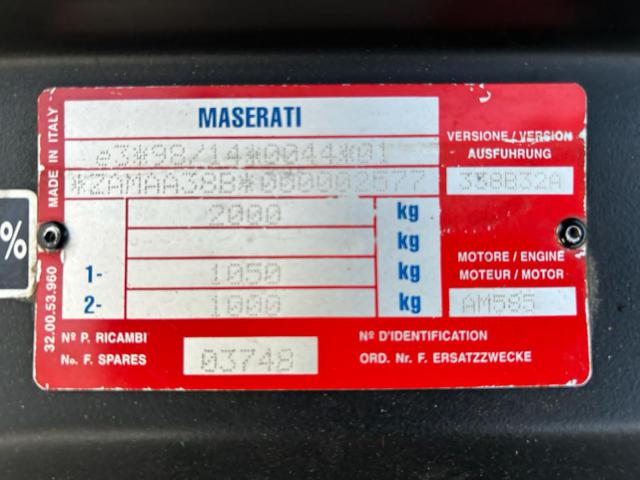 MASERATI
MADE IN ITALY
32.00.53.960
e3*98/14*0044*01
*ZAMAA38B*000002577
VERSIONE / VERSION
AUSFUHRUNG
338B32A
2000 kg
kg
1- 1050 kg
2- 1000 kg
MOTORE / ENGINE
MOTEUR / MOTOR
AM585
Nº P. RICAMBI
No. F. SPARES
03748
Nº D'IDENTIFICATION
ORD. Nr. F. ERSATZZWECKE
%